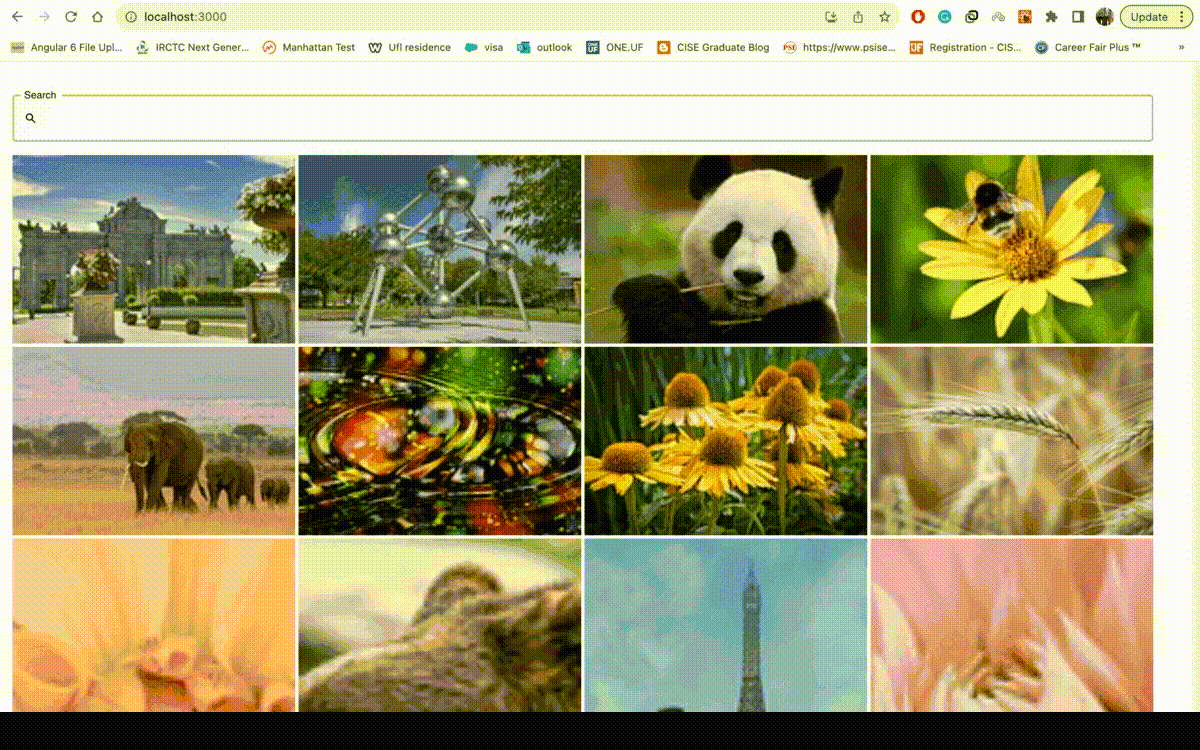 localhost:3000
Update
Angular 6 File Upl... IRCTC Next Gener... Manhattan Test Ufl residence visa outlook ONE.UF CISE Graduate Blog https://www.psise... Registration - CIS... Career Fair Plus ™ »
Search